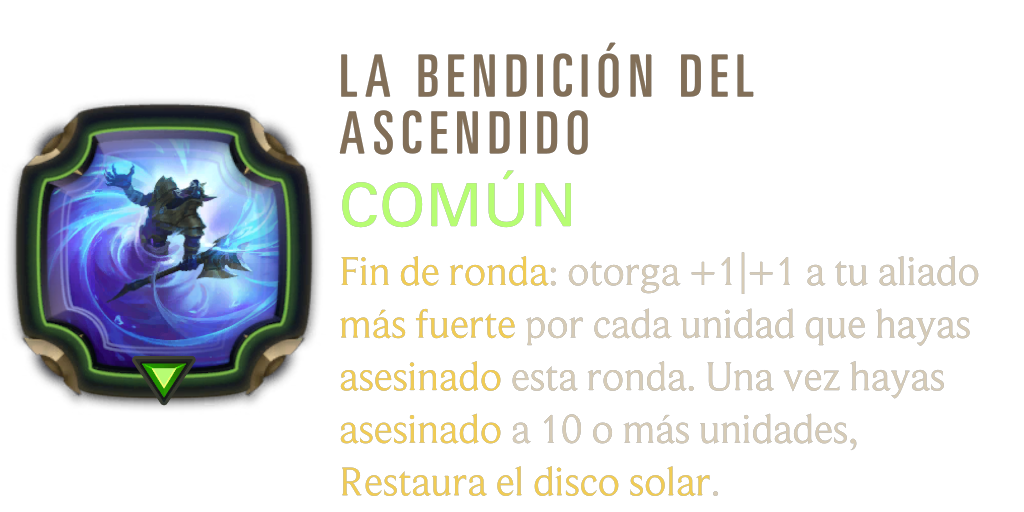 LA BENDICIÓN DEL
ASCENDIDO
COMÚN
Fin de ronda: otorga +1|+1 a tu aliado
más fuerte por cada unidad que hayas
asesinado esta ronda. Una vez hayas
asesinado a 10 o más unidades,
Restaura el disco solar.